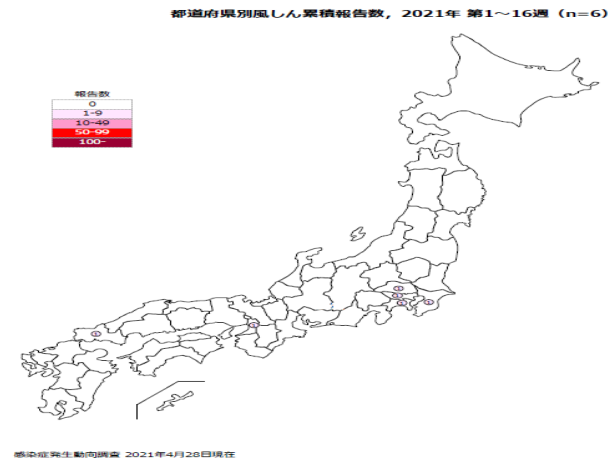 都道府県別風しん累積報告数, 2021年 第1～16週 (n=6)
報告数
0
1-9
10-49
50-99
100-
感染症発生動向調査 2021年4月28日現在